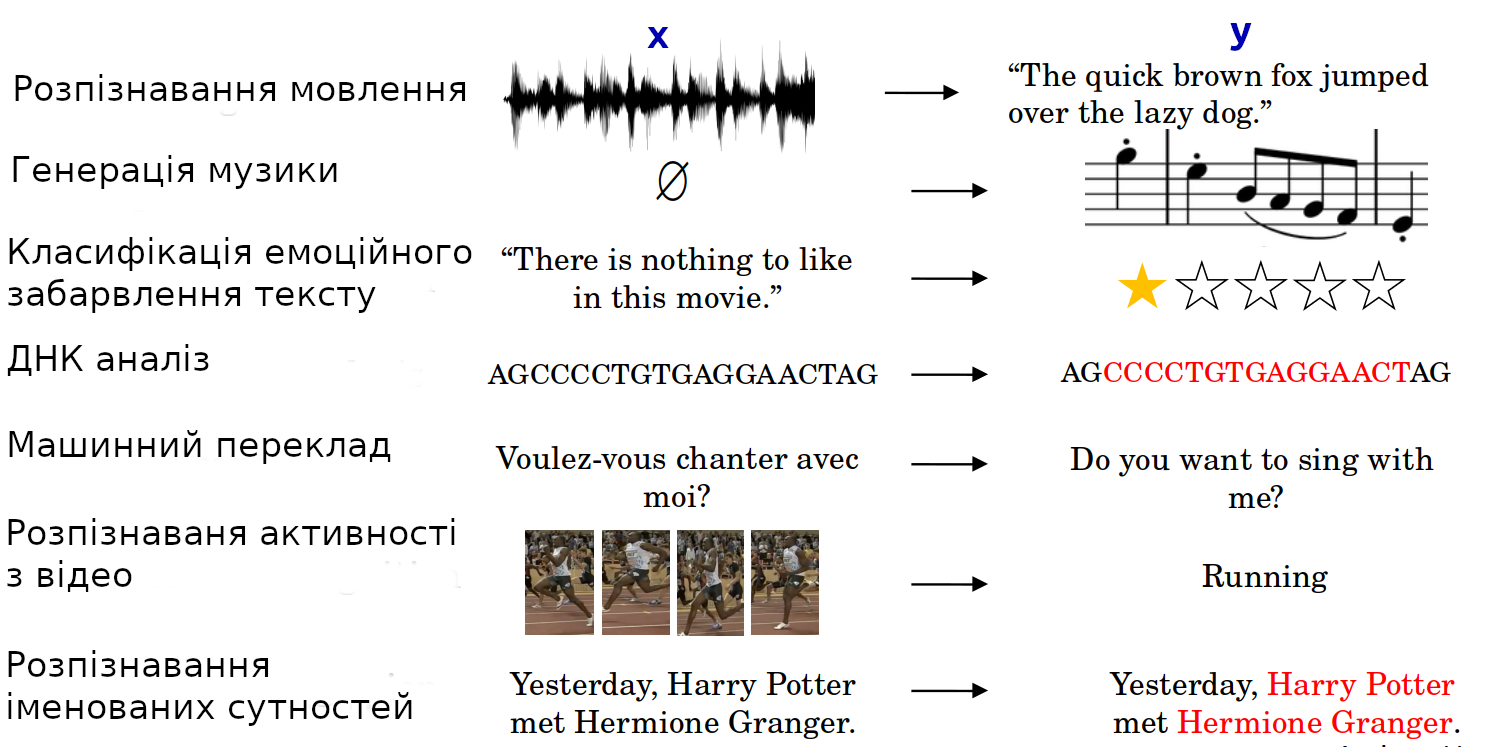 x
y
Розпізнавання мовлення
“The quick brown fox jumped
over the lazy dog.”
Генерація музики
∅
Класифікація емоційного
забарвлення тексту
“There is nothing to like
in this movie.”
ДНК аналіз
AGCCCCTGTGAGGAACTAG
AGCCCCTGTGAGGAACTAG
Машинний переклад
Voulez-vous chanter avec
moi?
Do you want to sing with
me?
Розпізнаваня активності
з відео
Running
Розпізнавання
іменованих сутностей
Yesterday, Harry Potter
met Hermione Granger.
Yesterday, Harry Potter
met Hermione Granger.